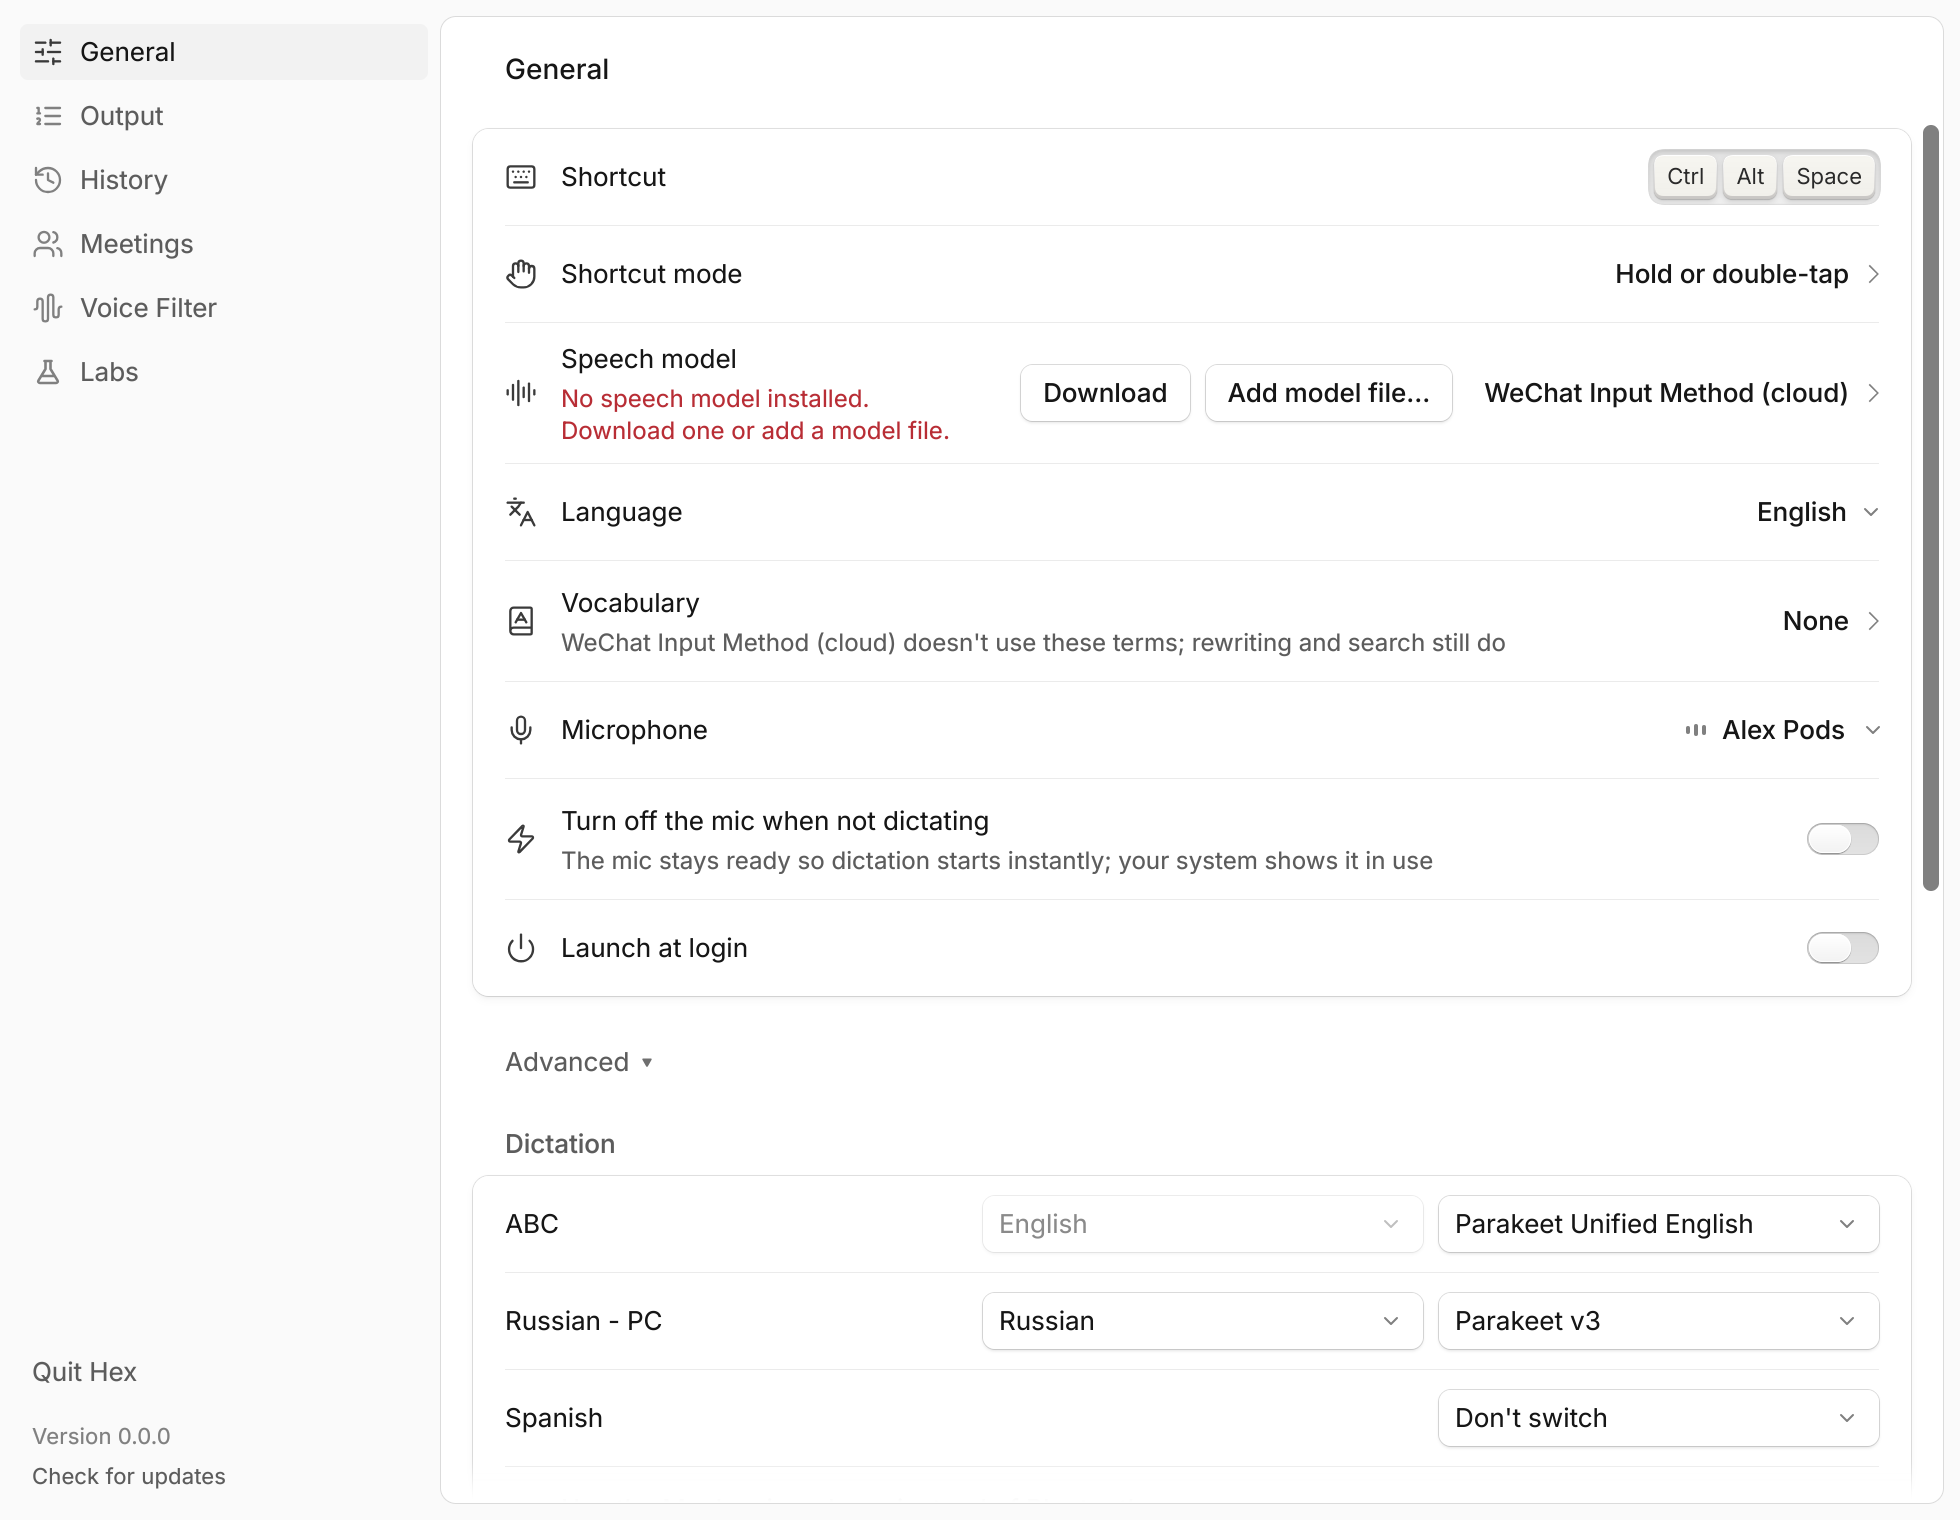 General
Output
History
Meetings
Voice Filter
Labs
Quit Hex
Version 0.0.0
Check for updates
General
Shortcut
Ctrl Alt Space
Shortcut mode
Hold or double-tap
Speech model
No speech model installed.
Download one or add a model file.
Download
Add model file...
WeChat Input Method (cloud)
Language
English
Vocabulary
WeChat Input Method (cloud) doesn't use these terms; rewriting and search still do
None
Microphone
Alex Pods
Turn off the mic when not dictating
The mic stays ready so dictation starts instantly; your system shows it in use
Launch at login
Advanced
Dictation
ABC
English
Parakeet Unified English
Russian - PC
Russian
Parakeet v3
Spanish
Don't switch